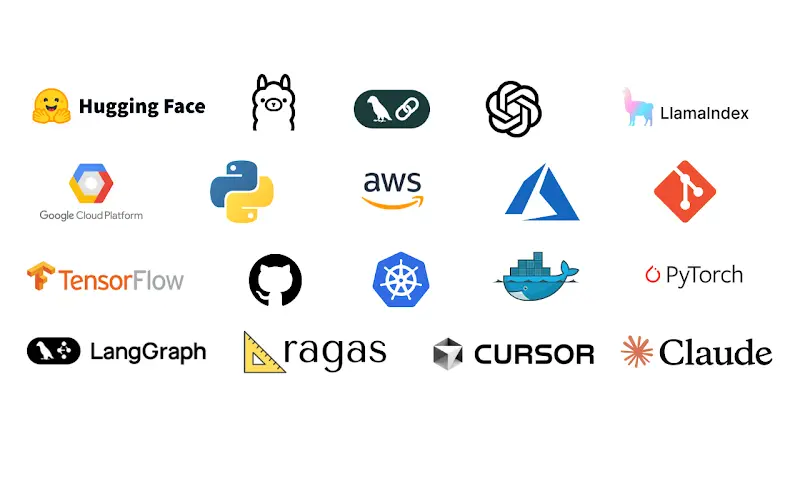 Hugging Face
LlamaIndex
Google Cloud Platform
aws
TensorFlow
PyTorch
LangGraph
ragas
CURSOR
Claude